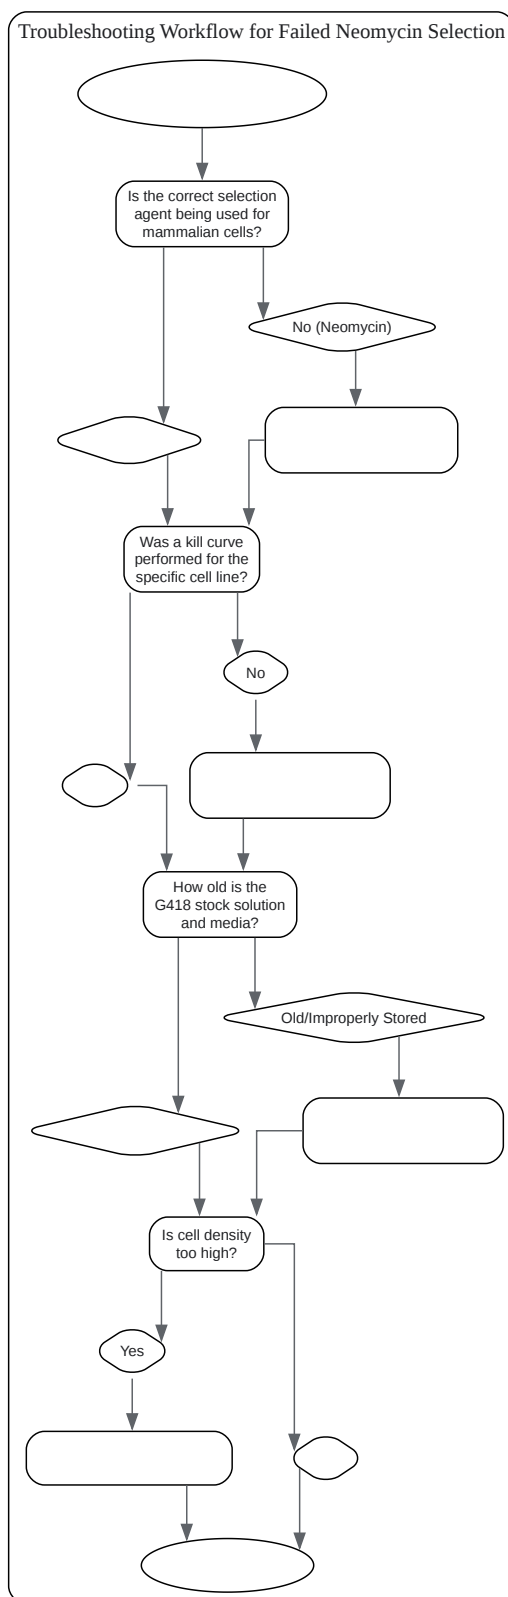 Troubleshooting Workflow for Failed Neomycin Selection
Is the correct selection
agent being used for
mammalian cells?
No (Neomycin)
Was a kill curve
performed for the
specific cell line?
No
How old is the
G418 stock solution
and media?
Old/Improperly Stored
Is cell density
too high?
Yes